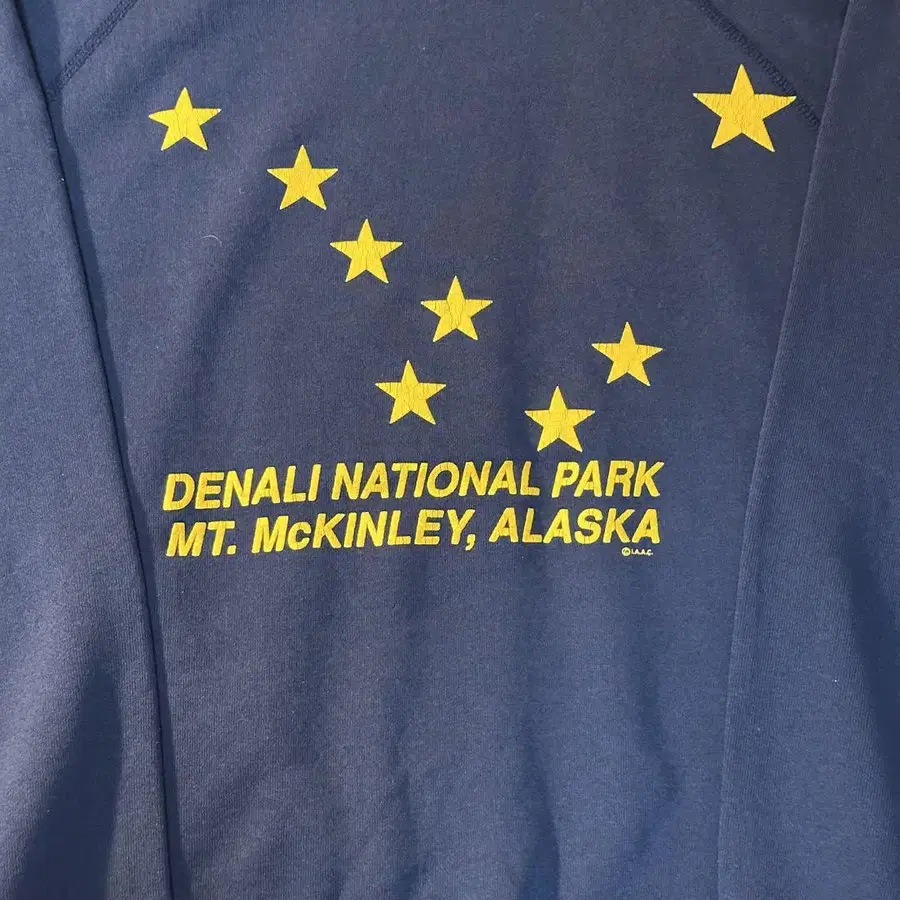 DENALI NATIONAL PARK
MT. McKINLEY, ALASKA
© I.A.A.C.